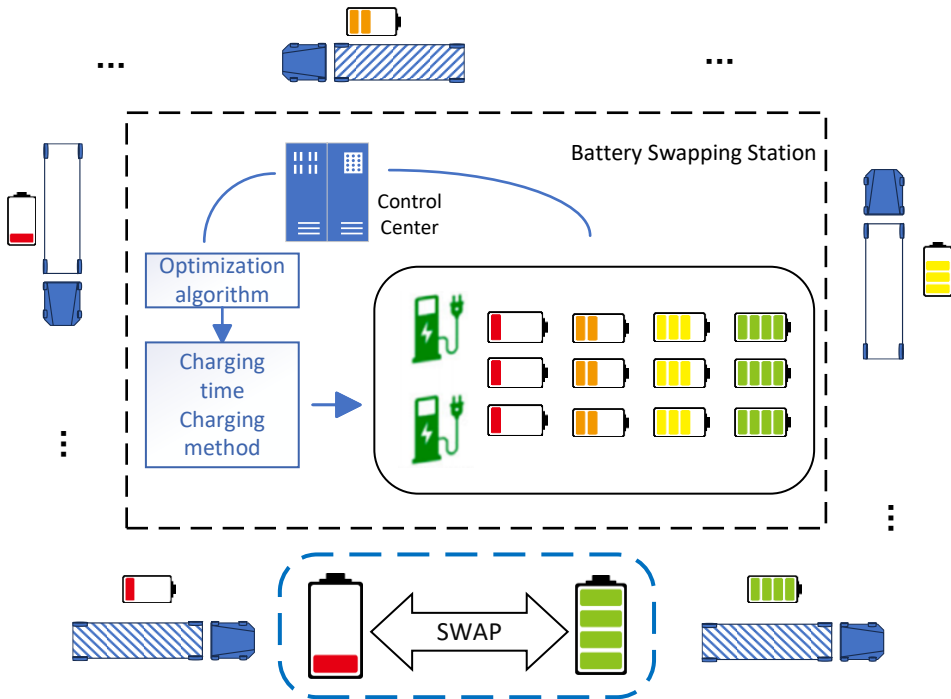 ...
...
Battery Swapping Station
Control
Center
Optimization
algorithm
Charging
time
Charging
method
...
...
SWAP